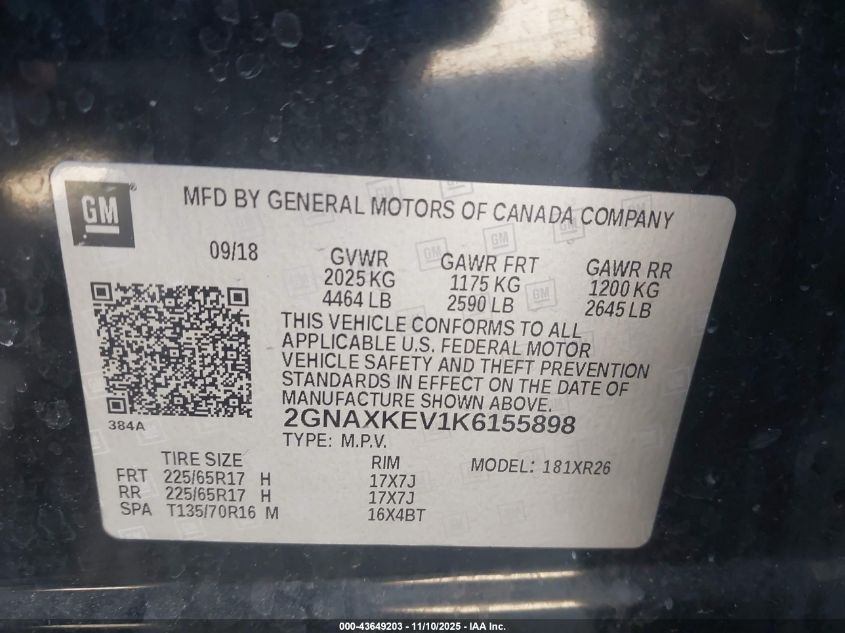 GM
MFD BY GENERAL MOTORS OF CANADA COMPANY
09/18
GVWR
2025 KG
4464 LB
GAWR FRT
1175 KG
2590 LB
GAWR RR
1200 KG
2645 LB
THIS VEHICLE CONFORMS TO ALL
APPLICABLE U.S. FEDERAL MOTOR
VEHICLE SAFETY AND THEFT PREVENTION
STANDARDS IN EFFECT ON THE DATE OF
MANUFACTURE SHOWN ABOVE.
384A
2GNAXKEV1K6155898
TYPE: M.P.V.
MODEL: 181XR26
TIRE SIZE RIM
FRT 225/65R17 H 17X7J
RR 225/65R17 H 17X7J
SPA T135/70R16 M 16X4BT
000-43649203 - 11/10/2025 - IAA Inc.